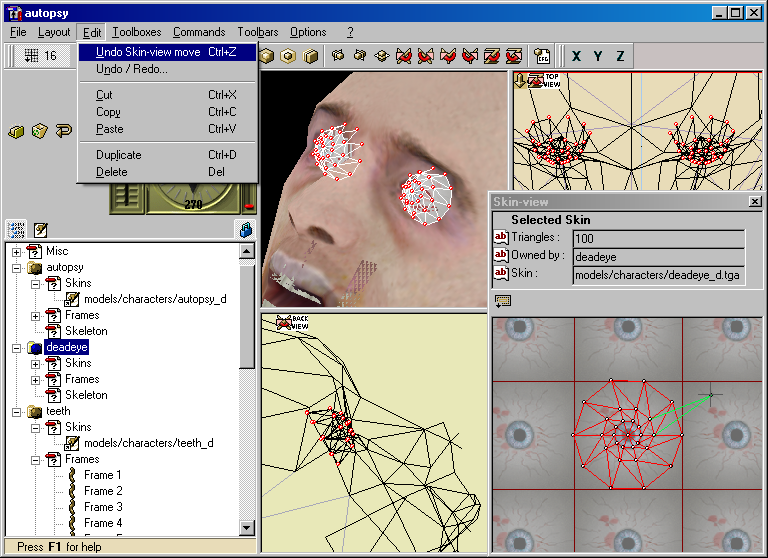 autopsy
File Layout Edit Toolboxes Commands Toolbars Options ?
16
CFG
X Y Z
Undo Skin-view move Ctrl+Z
Undo / Redo...
Cut Ctrl+X
Copy Ctrl+C
Paste Ctrl+V
Duplicate Ctrl+D
Delete Del
270
TOP VIEW
Skin-view
Selected Skin
Triangles : 100
Owned by : deadeye
Skin : models/characters/deadeye_d.tga
BACK VIEW
Misc
autopsy
Skins
models/characters/autopsy_d
Frames
Skeleton
deadeye
Skins
Frames
Skeleton
teeth
Skins
models/characters/teeth_d
Frames
Frame 1
Frame 2
Frame 3
Frame 4
Press F1 for help